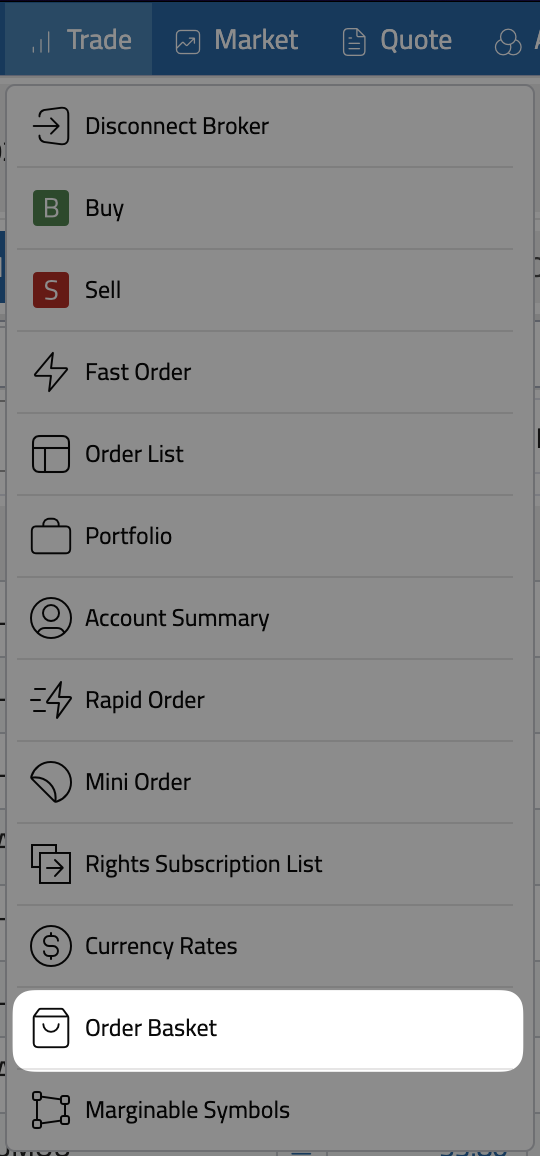 Trade Market Quote
Disconnect Broker
B Buy
S Sell
Fast Order
Order List
Portfolio
Account Summary
Rapid Order
Mini Order
Rights Subscription List
$ Currency Rates
Order Basket
Marginable Symbols